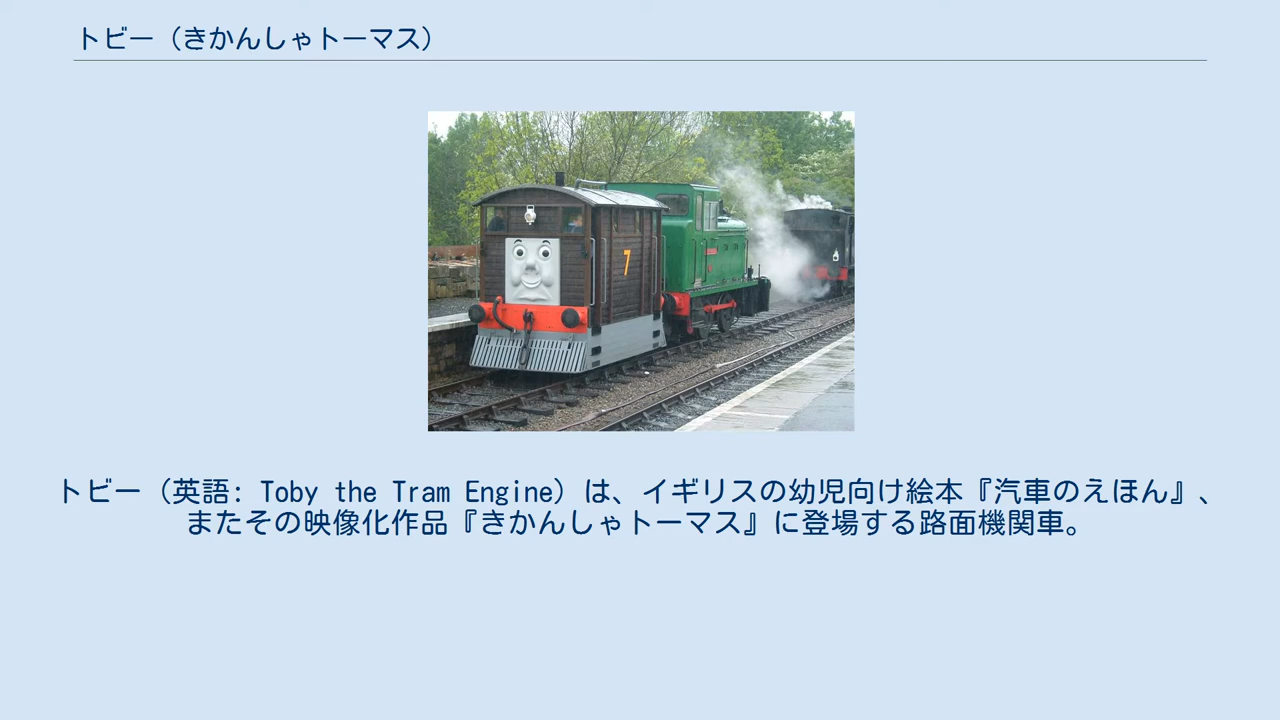 トビー（きかんしゃトーマス）
7
トビー（英語: Toby the Tram Engine）は、イギリスの幼児向け絵本『汽車のえほん』、
またその映像化作品『きかんしゃトーマス』に登場する路面機関車。